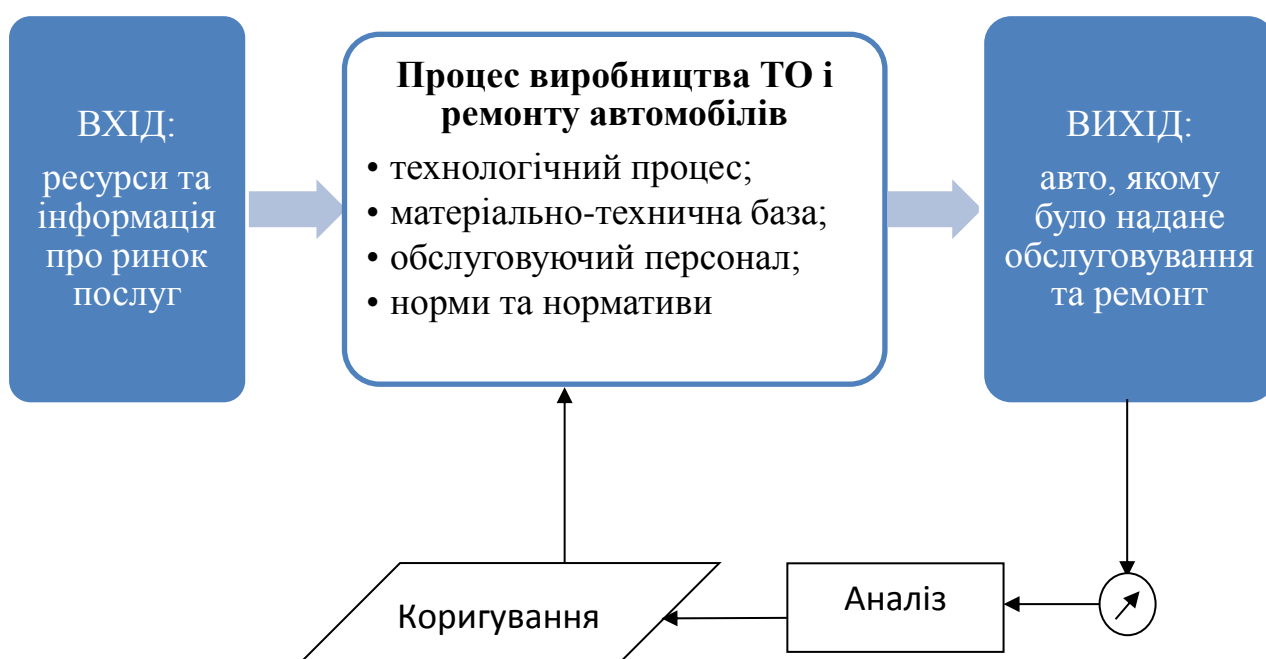 ВХІД:
ресурси та
інформація
про ринок
послуг
Процес виробництва ТО і
ремонту автомобілів
• технологічний процес;
• матеріально-технична база;
• обслуговуючий персонал;
• норми та нормативи
ВИХІД:
авто, якому
було надане
обслуговування
та ремонт
Коригування
Аналіз